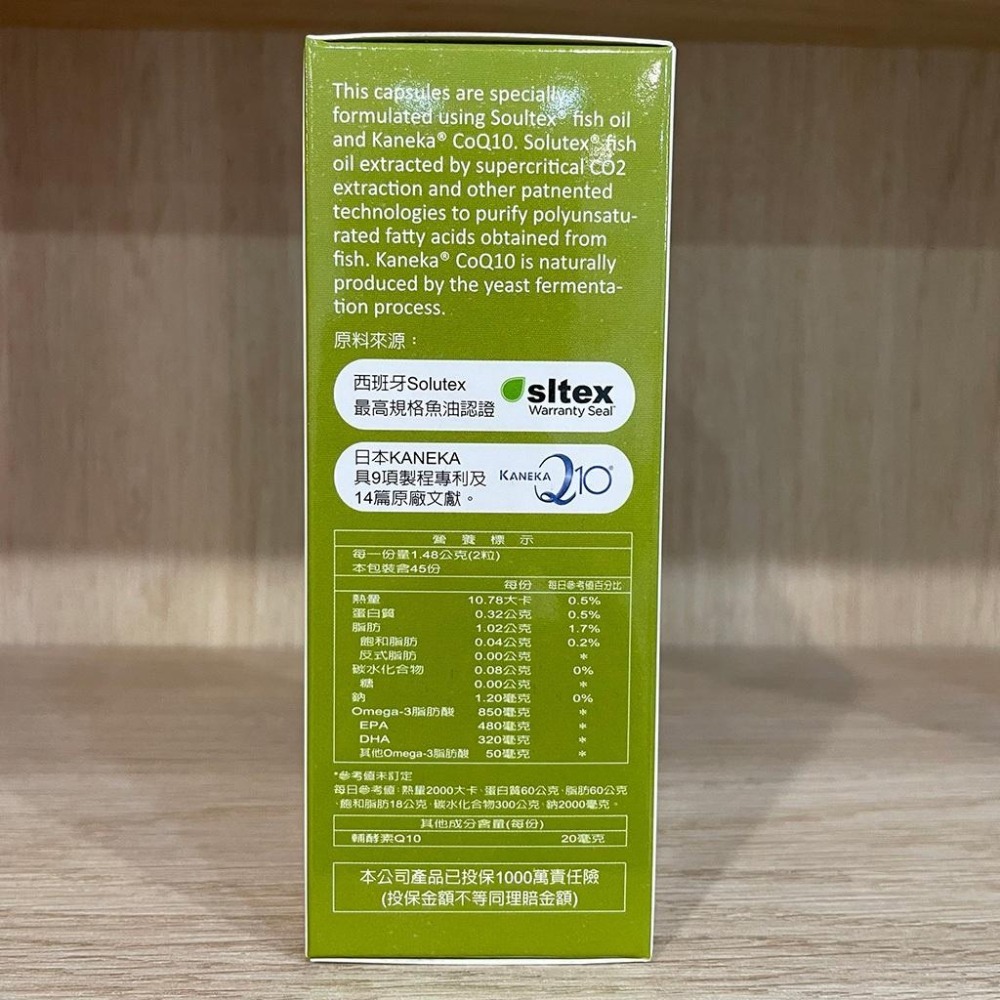 This capsules are specially
formulated using Soultex® fish oil
and Kaneka® CoQ10. Solutex® fish
oil extracted by supercritical CO2
extraction and other patnented
technologies to purify polyunsatu-
rated fatty acids obtained from
fish. Kaneka® CoQ10 is naturally
produced by the yeast fermenta-
tion process.
原料來源：
西班牙Solutex
最高規格魚油認證
sltex
Warranty Seal™
日本KANEKA
具9項製程專利及
14篇原廠文獻。
KANEKA Q10®
營養標示
每一份量1.48公克(2粒)
本包裝含45份
每份 每日參考值百分比
熱量 10.78大卡 0.5%
蛋白質 0.32公克 0.5%
脂肪 1.02公克 1.7%
飽和脂肪 0.04公克 0.2%
反式脂肪 0.00公克 *
碳水化合物 0.08公克 0%
糖 0.00公克 *
鈉 1.20毫克 0%
Omega-3脂肪酸 850毫克 *
EPA 480毫克 *
DHA 320毫克 *
其他Omega-3脂肪酸 50毫克 *
*參考值未訂定
每日參考值:熱量2000大卡、蛋白質60公克、脂肪60公克
、飽和脂肪18公克、碳水化合物300公克、鈉2000毫克。
其他成分含量(每份)
輔酵素Q10 20毫克
本公司產品已投保1000萬責任險
(投保金額不等同理賠金額)